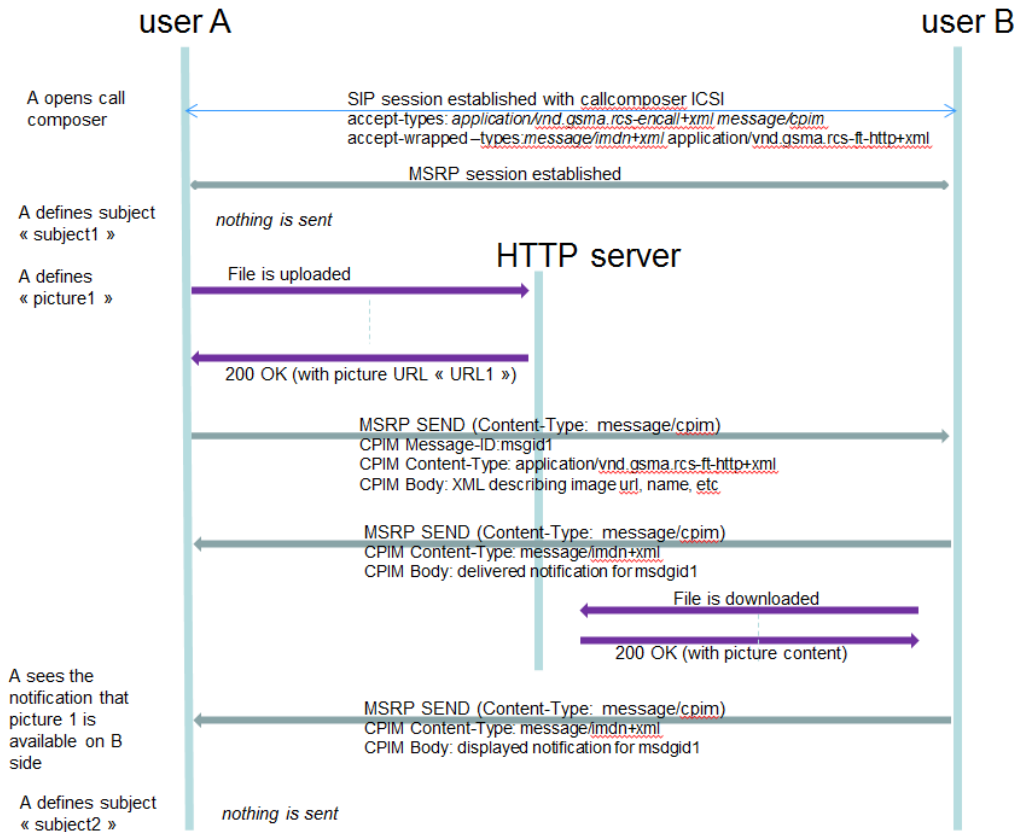 user A
user B
A opens call
composer
SIP session established with callcomposer ICSI
accept-types: application/vnd.gsma.rcs-encall+xml message/cpim
accept-wrapped –types:message/imdn+xml application/vnd.gsma.rcs-ft-http+xml
MSRP session established
A defines subject
« subject1 »
nothing is sent
HTTP server
A defines
« picture1 »
File is uploaded
200 OK (with picture URL « URL1 »)
MSRP SEND (Content-Type: message/cpim)
CPIM Message-ID:msgid1
CPIM Content-Type: application/vnd.gsma.rcs-ft-http+xml
CPIM Body: XML describing image url, name, etc
MSRP SEND (Content-Type: message/cpim)
CPIM Content-Type: message/imdn+xml
CPIM Body: delivered notification for msdgid1
File is downloaded
200 OK (with picture content)
A sees the
notification that
picture 1 is
available on B
side
MSRP SEND (Content-Type: message/cpim)
CPIM Content-Type: message/imdn+xml
CPIM Body: displayed notification for msdgid1
A defines subject
« subject2 »
nothing is sent